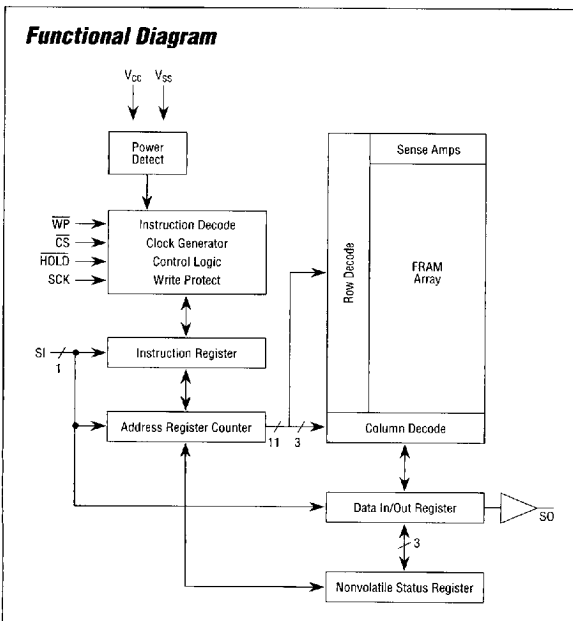 Functional Diagram
VCC VSS
Power
Detect
WP
CS
HOLD
SCK
Instruction Decode
Clock Generator
Control Logic
Write Protect
Sense Amps
Row Decode
FRAM
Array
SI
1
Instruction Register
Address Register Counter
11
3
Column Decode
Data In/Out Register
SO
3
Nonvolatile Status Register